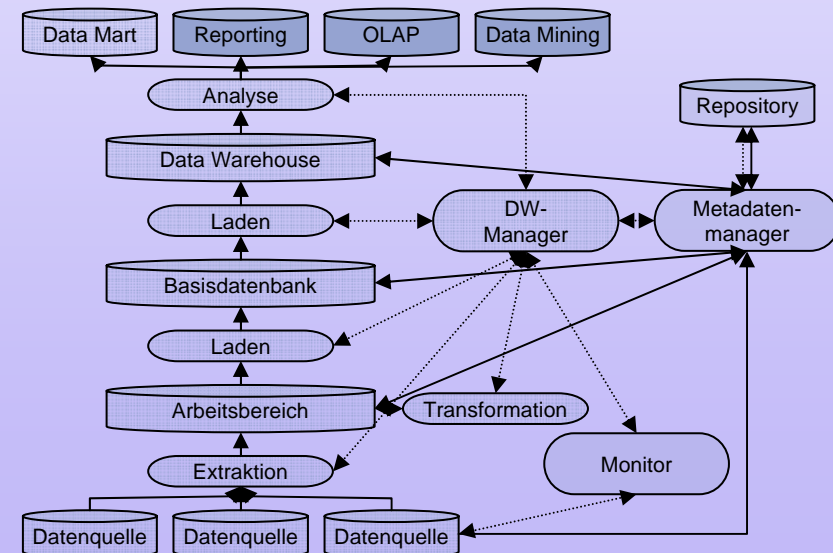 Data Mart
Reporting
OLAP
Data Mining
Analyse
Repository
Data Warehouse
DW-
Manager
Metadaten-
manager
Laden
Basisdatenbank
Laden
Arbeitsbereich
Transformation
Extraktion
Monitor
Datenquelle
Datenquelle
Datenquelle